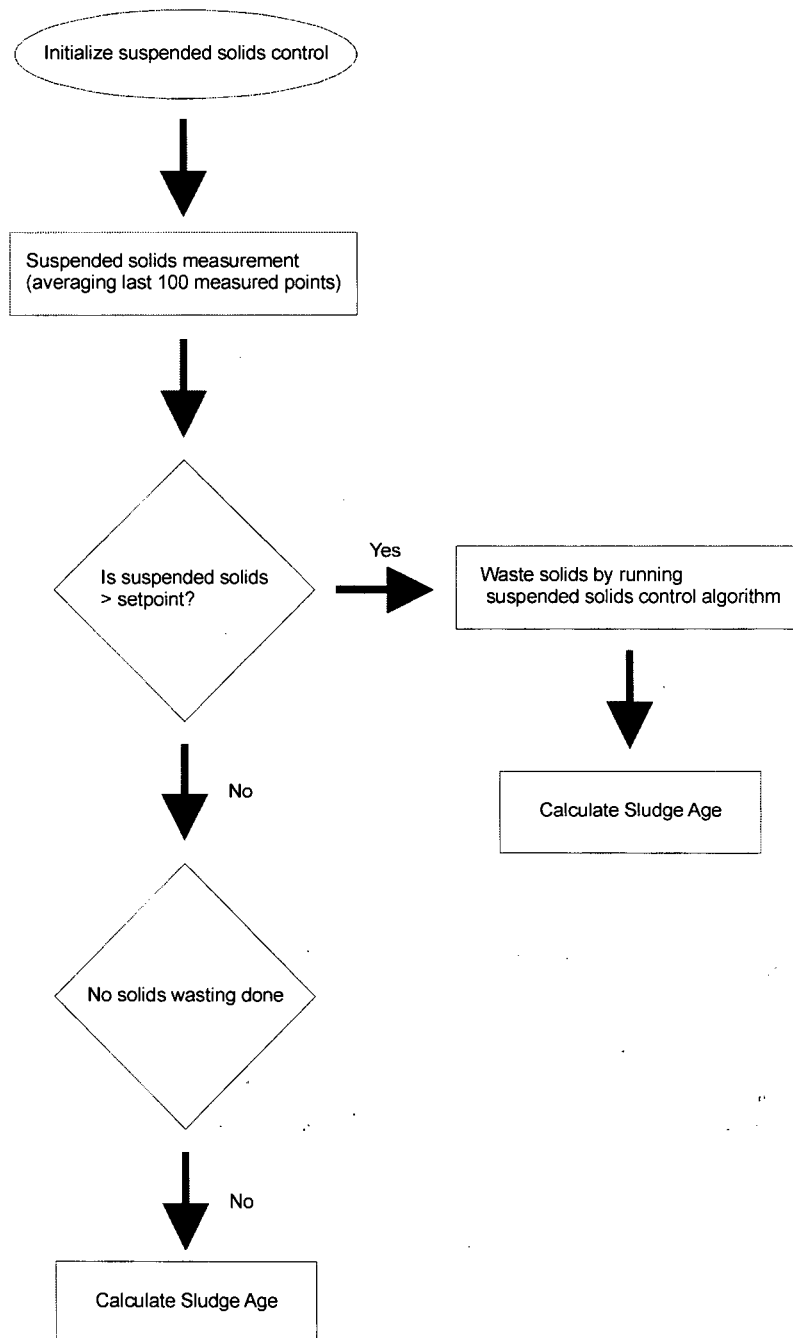 Initialize suspended solids control
Suspended solids measurement
(averaging last 100 measured points)
Is suspended solids
> setpoint?
Yes
Waste solids by running
suspended solids control algorithm
No
Calculate Sludge Age
No solids wasting done
No
Calculate Sludge Age